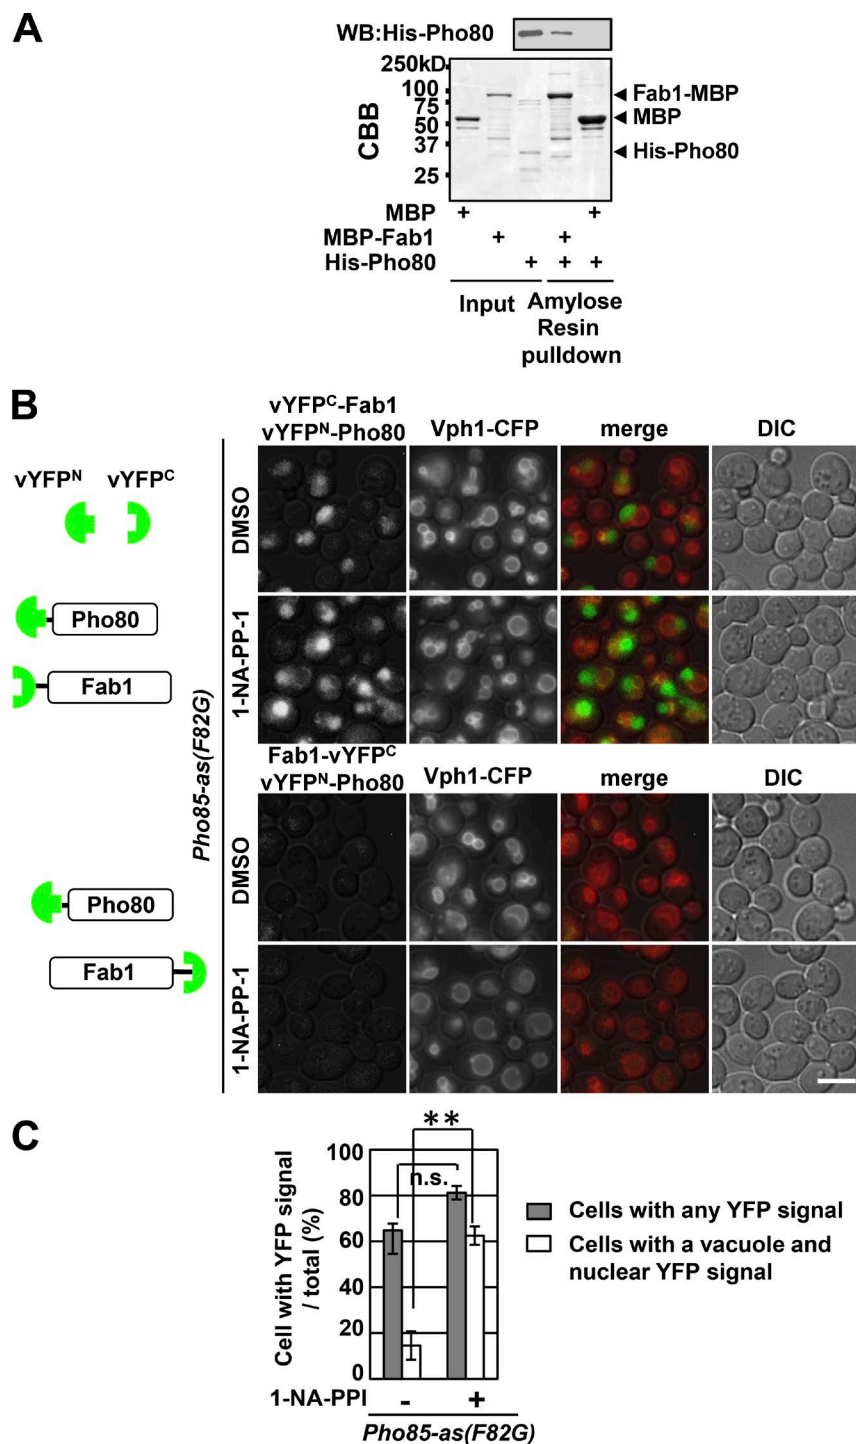 A
WB:His-Pho80
250kD
100
75
50
37
25
CBB
Fab1-MBP
MBP
His-Pho80
MBP + +
MBP-Fab1 + +
His-Pho80 + + +
Input
Amylose
Resin
pulldown
B
vYFPᶜ-Fab1
vYFPᴺ-Pho80
Vph1-CFP
merge
DIC
vYFPᴺ
vYFPᶜ
DMSO
Pho80
Fab1
1-NA-PP-1
Pho85-as(F82G)
Fab1-vYFPᶜ
vYFPᴺ-Pho80
Vph1-CFP
merge
DIC
DMSO
Pho80
Fab1
1-NA-PP-1
C
**
n.s.
100
80
60
40
20
0
Cell with YFP signal
/ total (%)
Cells with any YFP signal
Cells with a vacuole and
nuclear YFP signal
1-NA-PPI - +
Pho85-as(F82G)